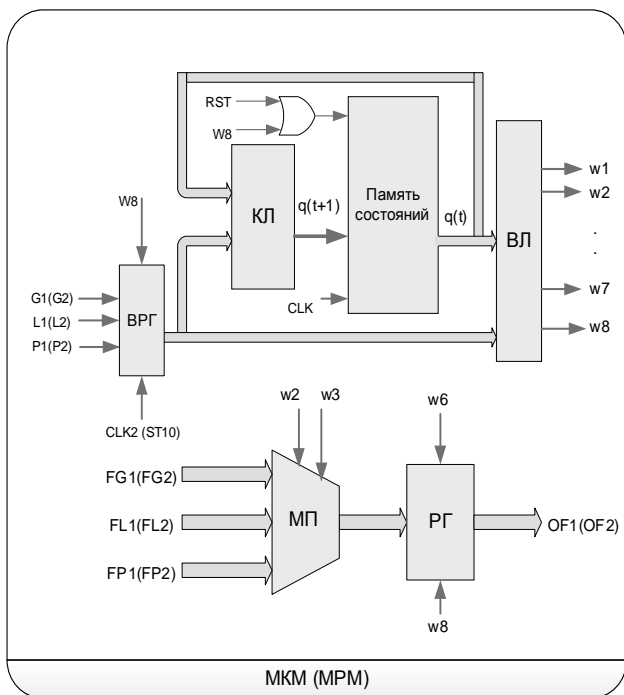 RST
W8
КЛ
q(t+1)
Память
состояний
q(t)
ВЛ
w1
w2
.
.
w7
w8
CLK
W8
G1(G2)
L1(L2)
P1(P2)
ВРГ
CLK2 (ST10)
w2
w3
w6
FG1(FG2)
FL1(FL2)
FP1(FP2)
МП
РГ
OF1(OF2)
w8
МКМ (МРМ)